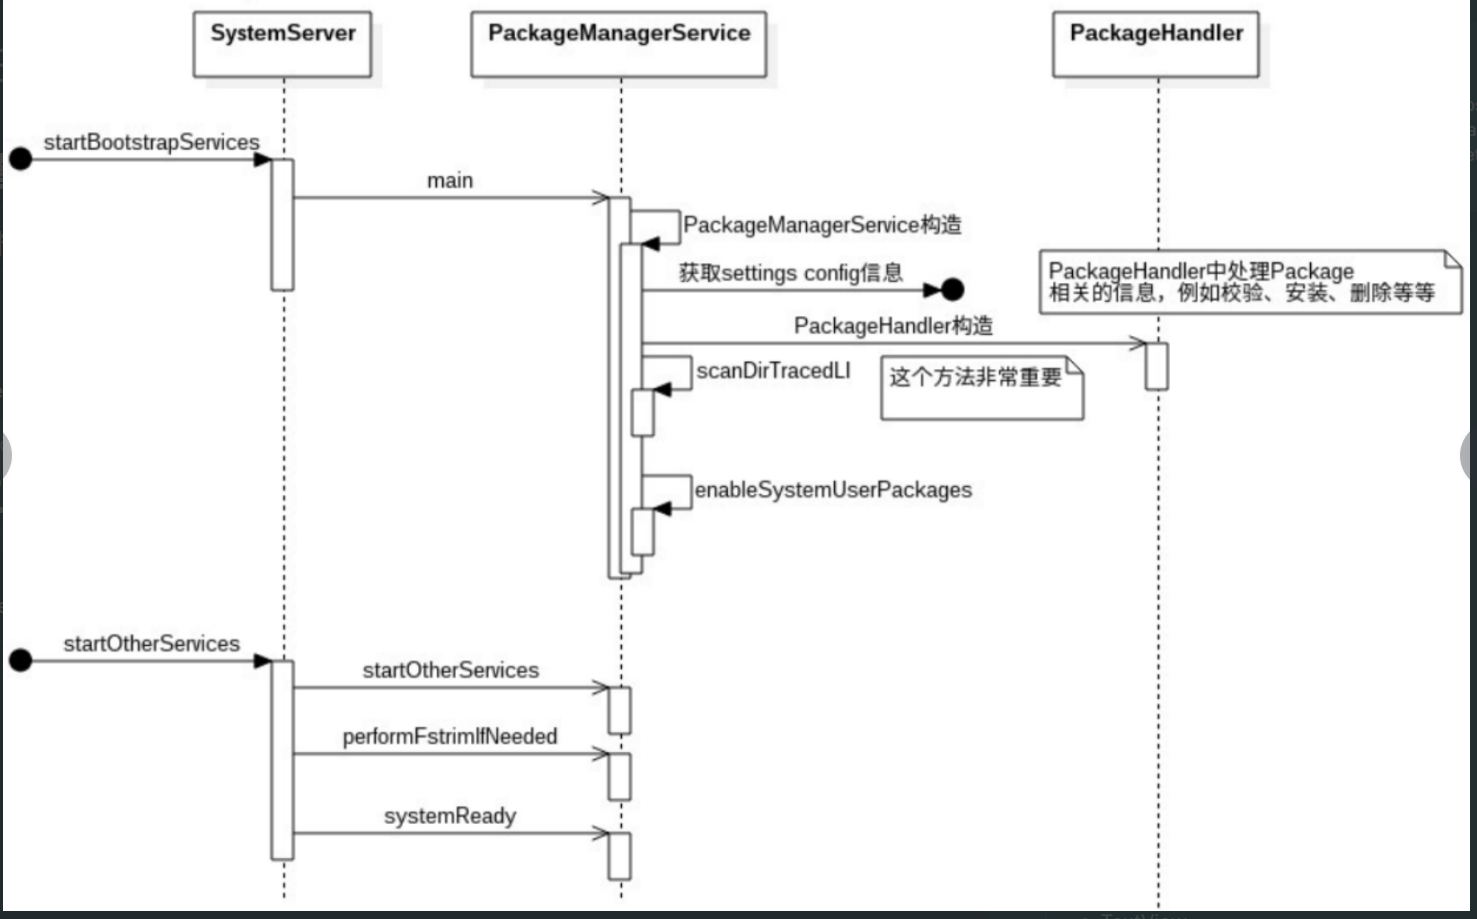 SystemServer
PackageManagerService
PackageHandler
startBootstrapServices
main
PackageManagerService构造
获取settings config信息
PackageHandler中处理Package
相关的信息，例如校验、安装、删除等等
PackageHandler构造
scanDirTracedLI
这个方法非常重要
enableSystemUserPackages
startOtherServices
startOtherServices
performFstrimIfNeeded
systemReady